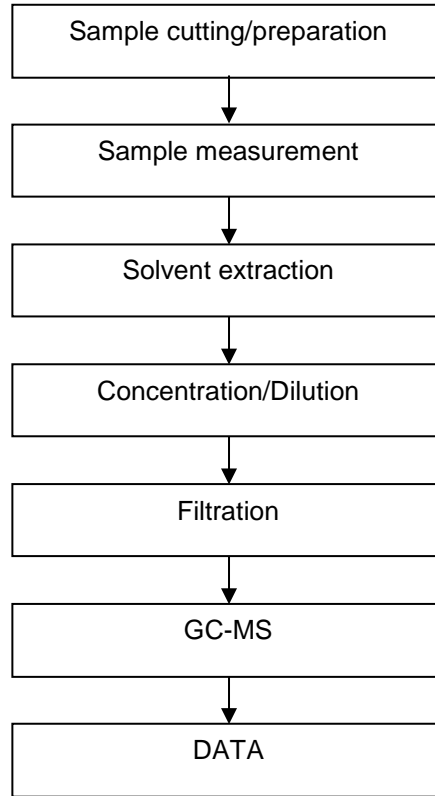 Sample cutting/preparation
Sample measurement
Solvent extraction
Concentration/Dilution
Filtration
GC-MS
DATA